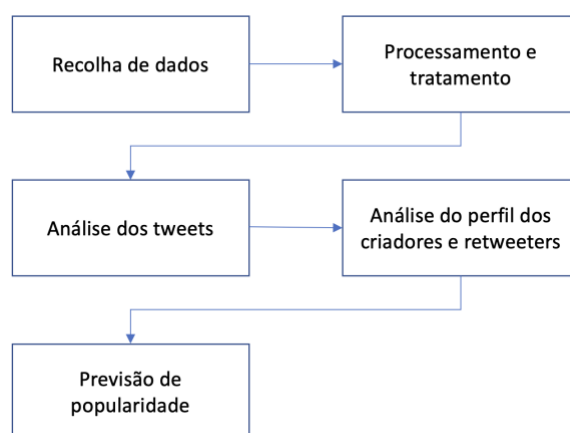 Recolha de dados
Processamento e
tratamento
Análise dos tweets
Análise do perfil dos
criadores e retweeters
Previsão de
popularidade